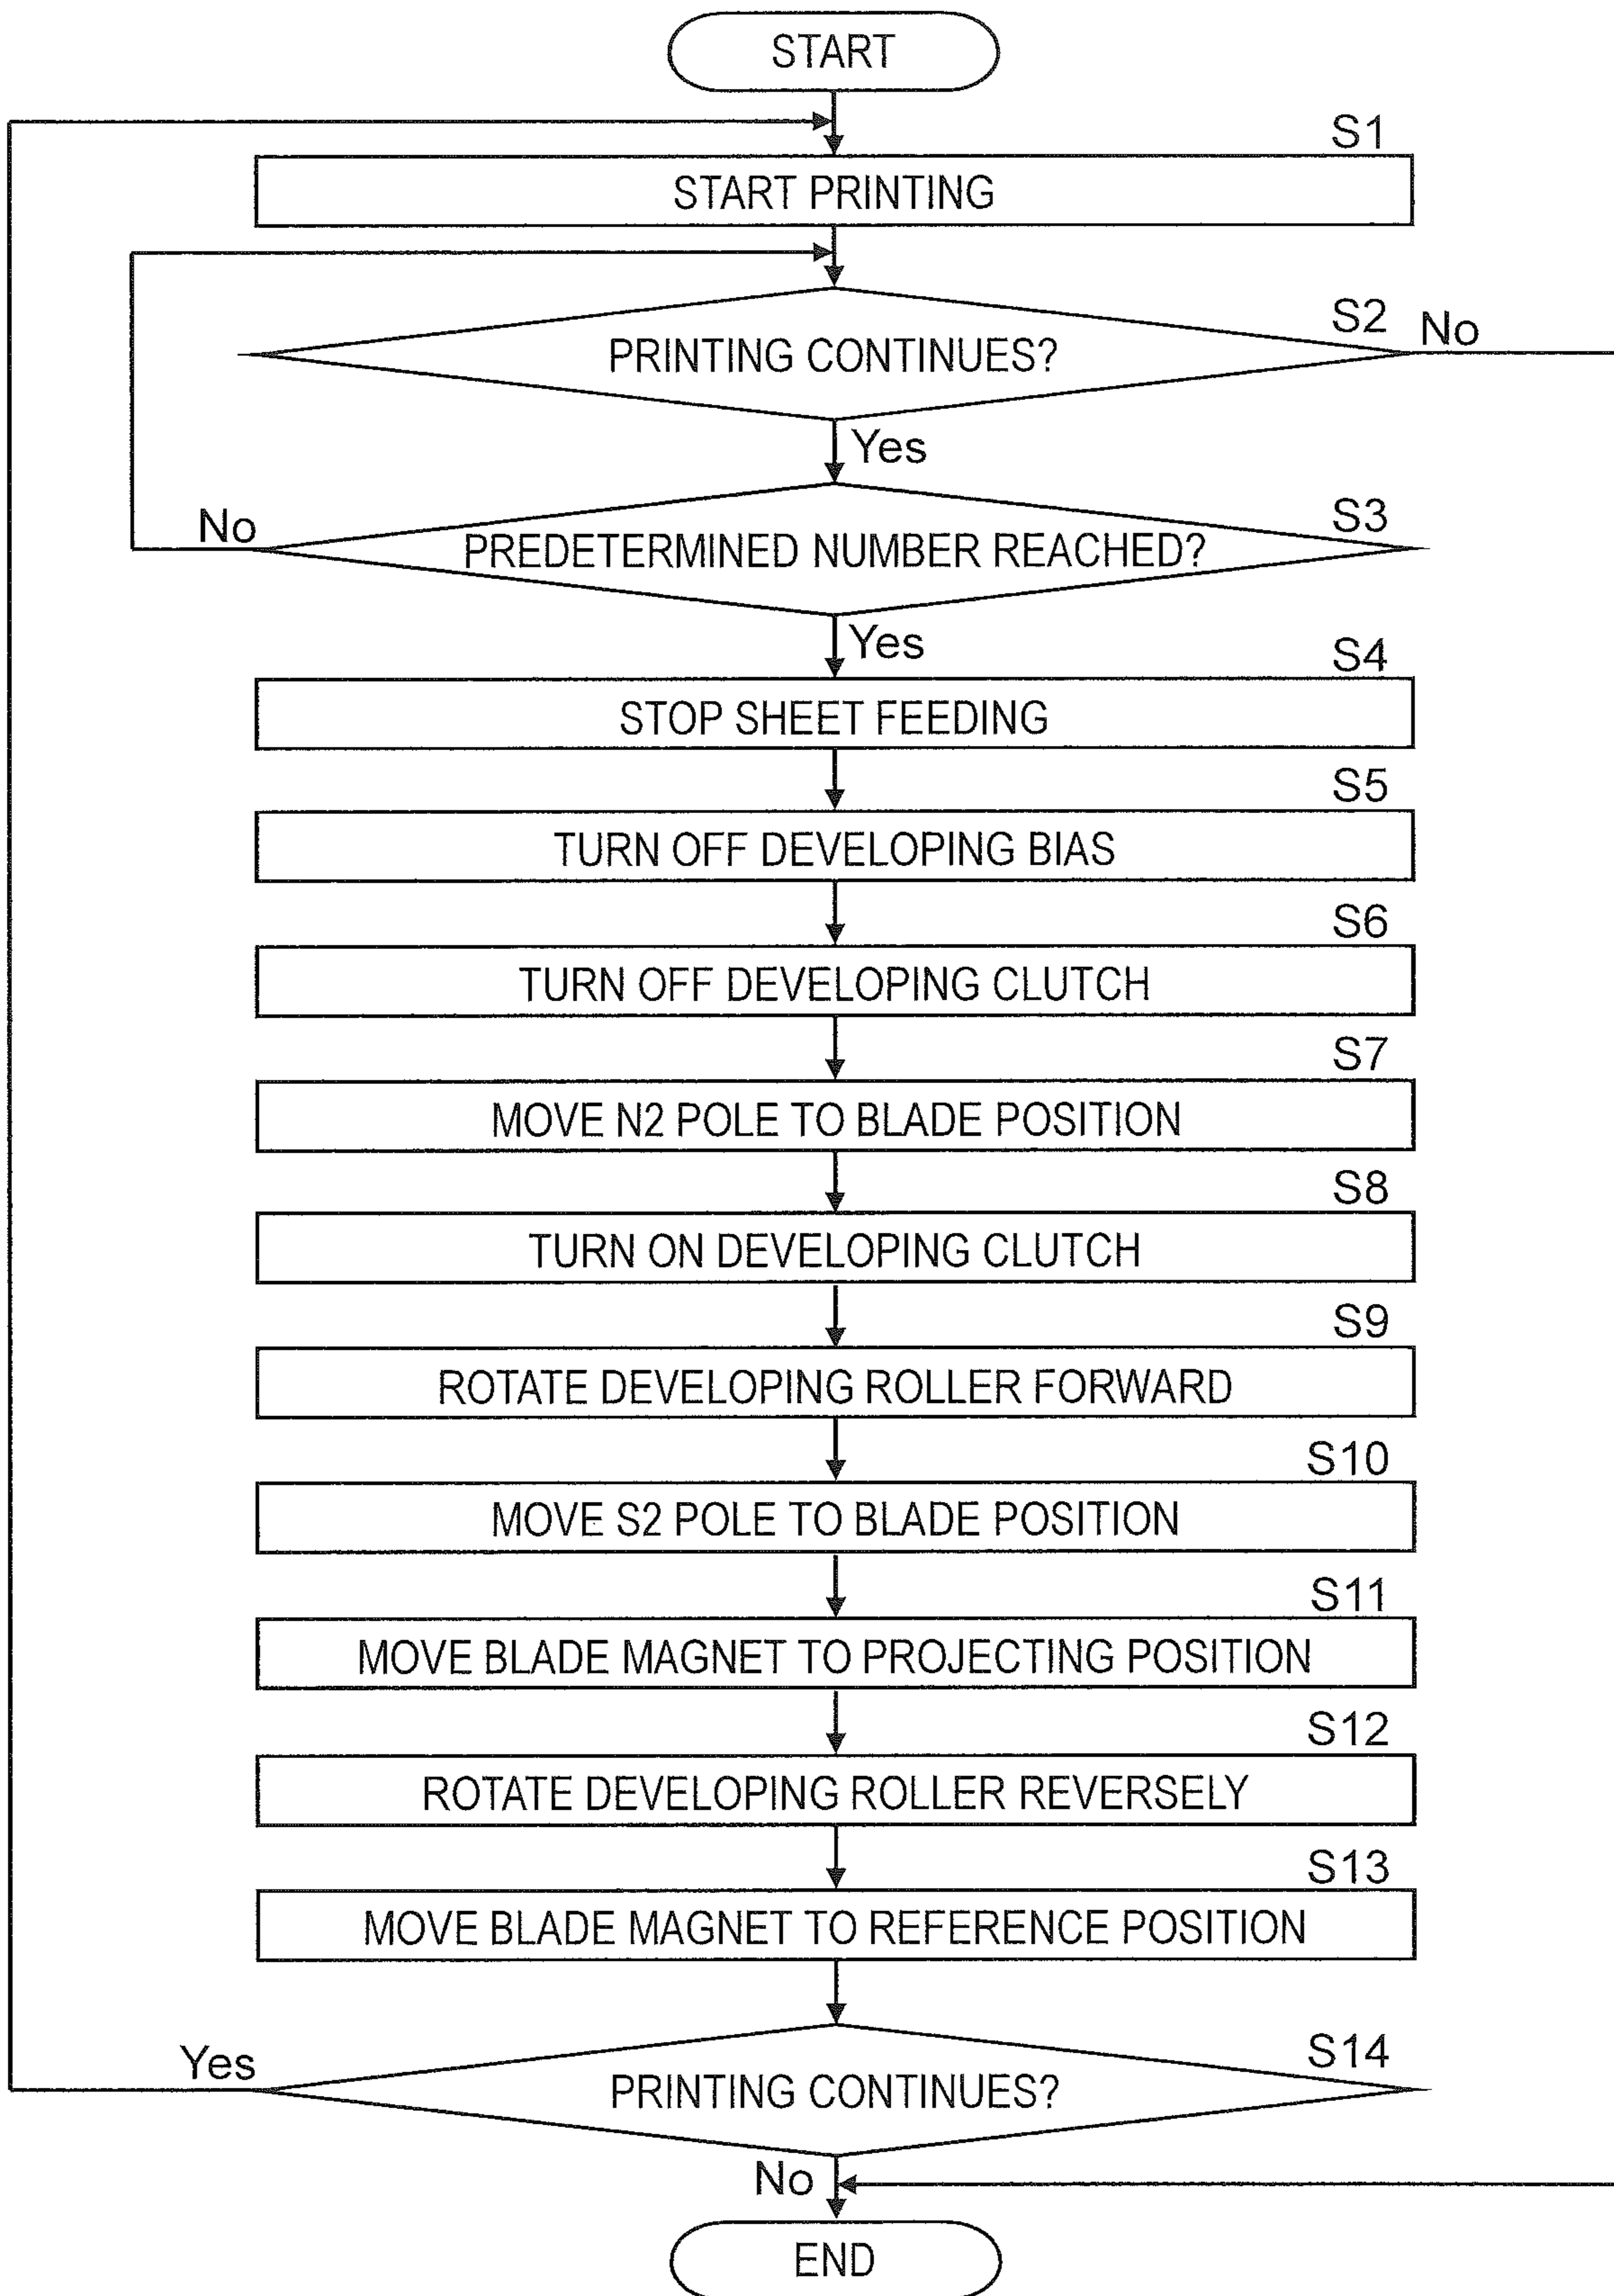 START
S1
START PRINTING
S2
No
PRINTING CONTINUES?
Yes
S3
No
PREDETERMINED NUMBER REACHED?
Yes
S4
STOP SHEET FEEDING
S5
TURN OFF DEVELOPING BIAS
S6
TURN OFF DEVELOPING CLUTCH
S7
MOVE N2 POLE TO BLADE POSITION
S8
TURN ON DEVELOPING CLUTCH
S9
ROTATE DEVELOPING ROLLER FORWARD
S10
MOVE S2 POLE TO BLADE POSITION
S11
MOVE BLADE MAGNET TO PROJECTING POSITION
S12
ROTATE DEVELOPING ROLLER REVERSELY
S13
MOVE BLADE MAGNET TO REFERENCE POSITION
S14
Yes
PRINTING CONTINUES?
No
END